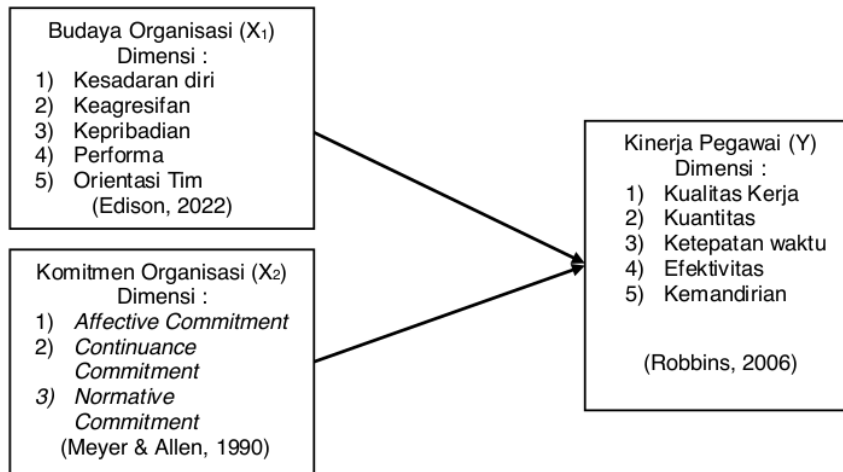 Budaya Organisasi (X₁)
Dimensi :
1) Kesadaran diri
2) Keagresifan
3) Kepribadian
4) Performa
5) Orientasi Tim
(Edison, 2022)
Komitmen Organisasi (X₂)
Dimensi :
1) Affective Commitment
2) Continuance
Commitment
3) Normative
Commitment
(Meyer & Allen, 1990)
Kinerja Pegawai (Y)
Dimensi :
1) Kualitas Kerja
2) Kuantitas
3) Ketepatan waktu
4) Efektivitas
5) Kemandirian
(Robbins, 2006)